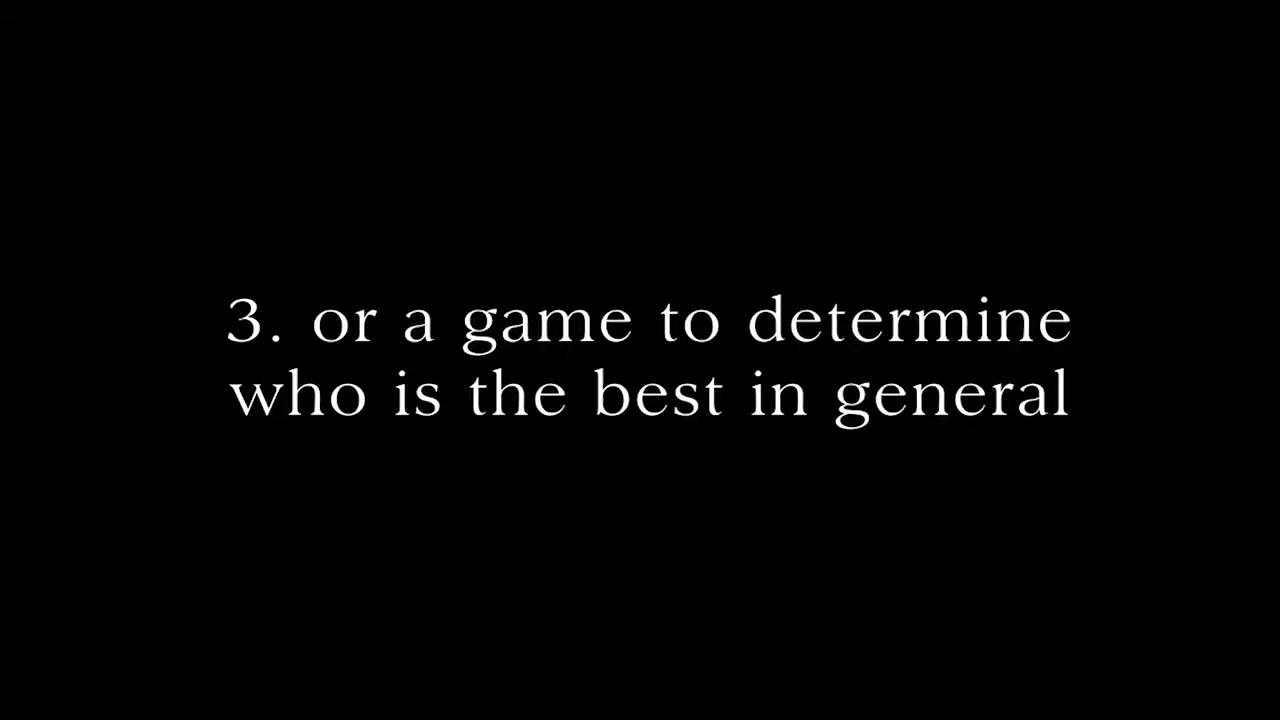 3. or a game to determine
who is the best in general